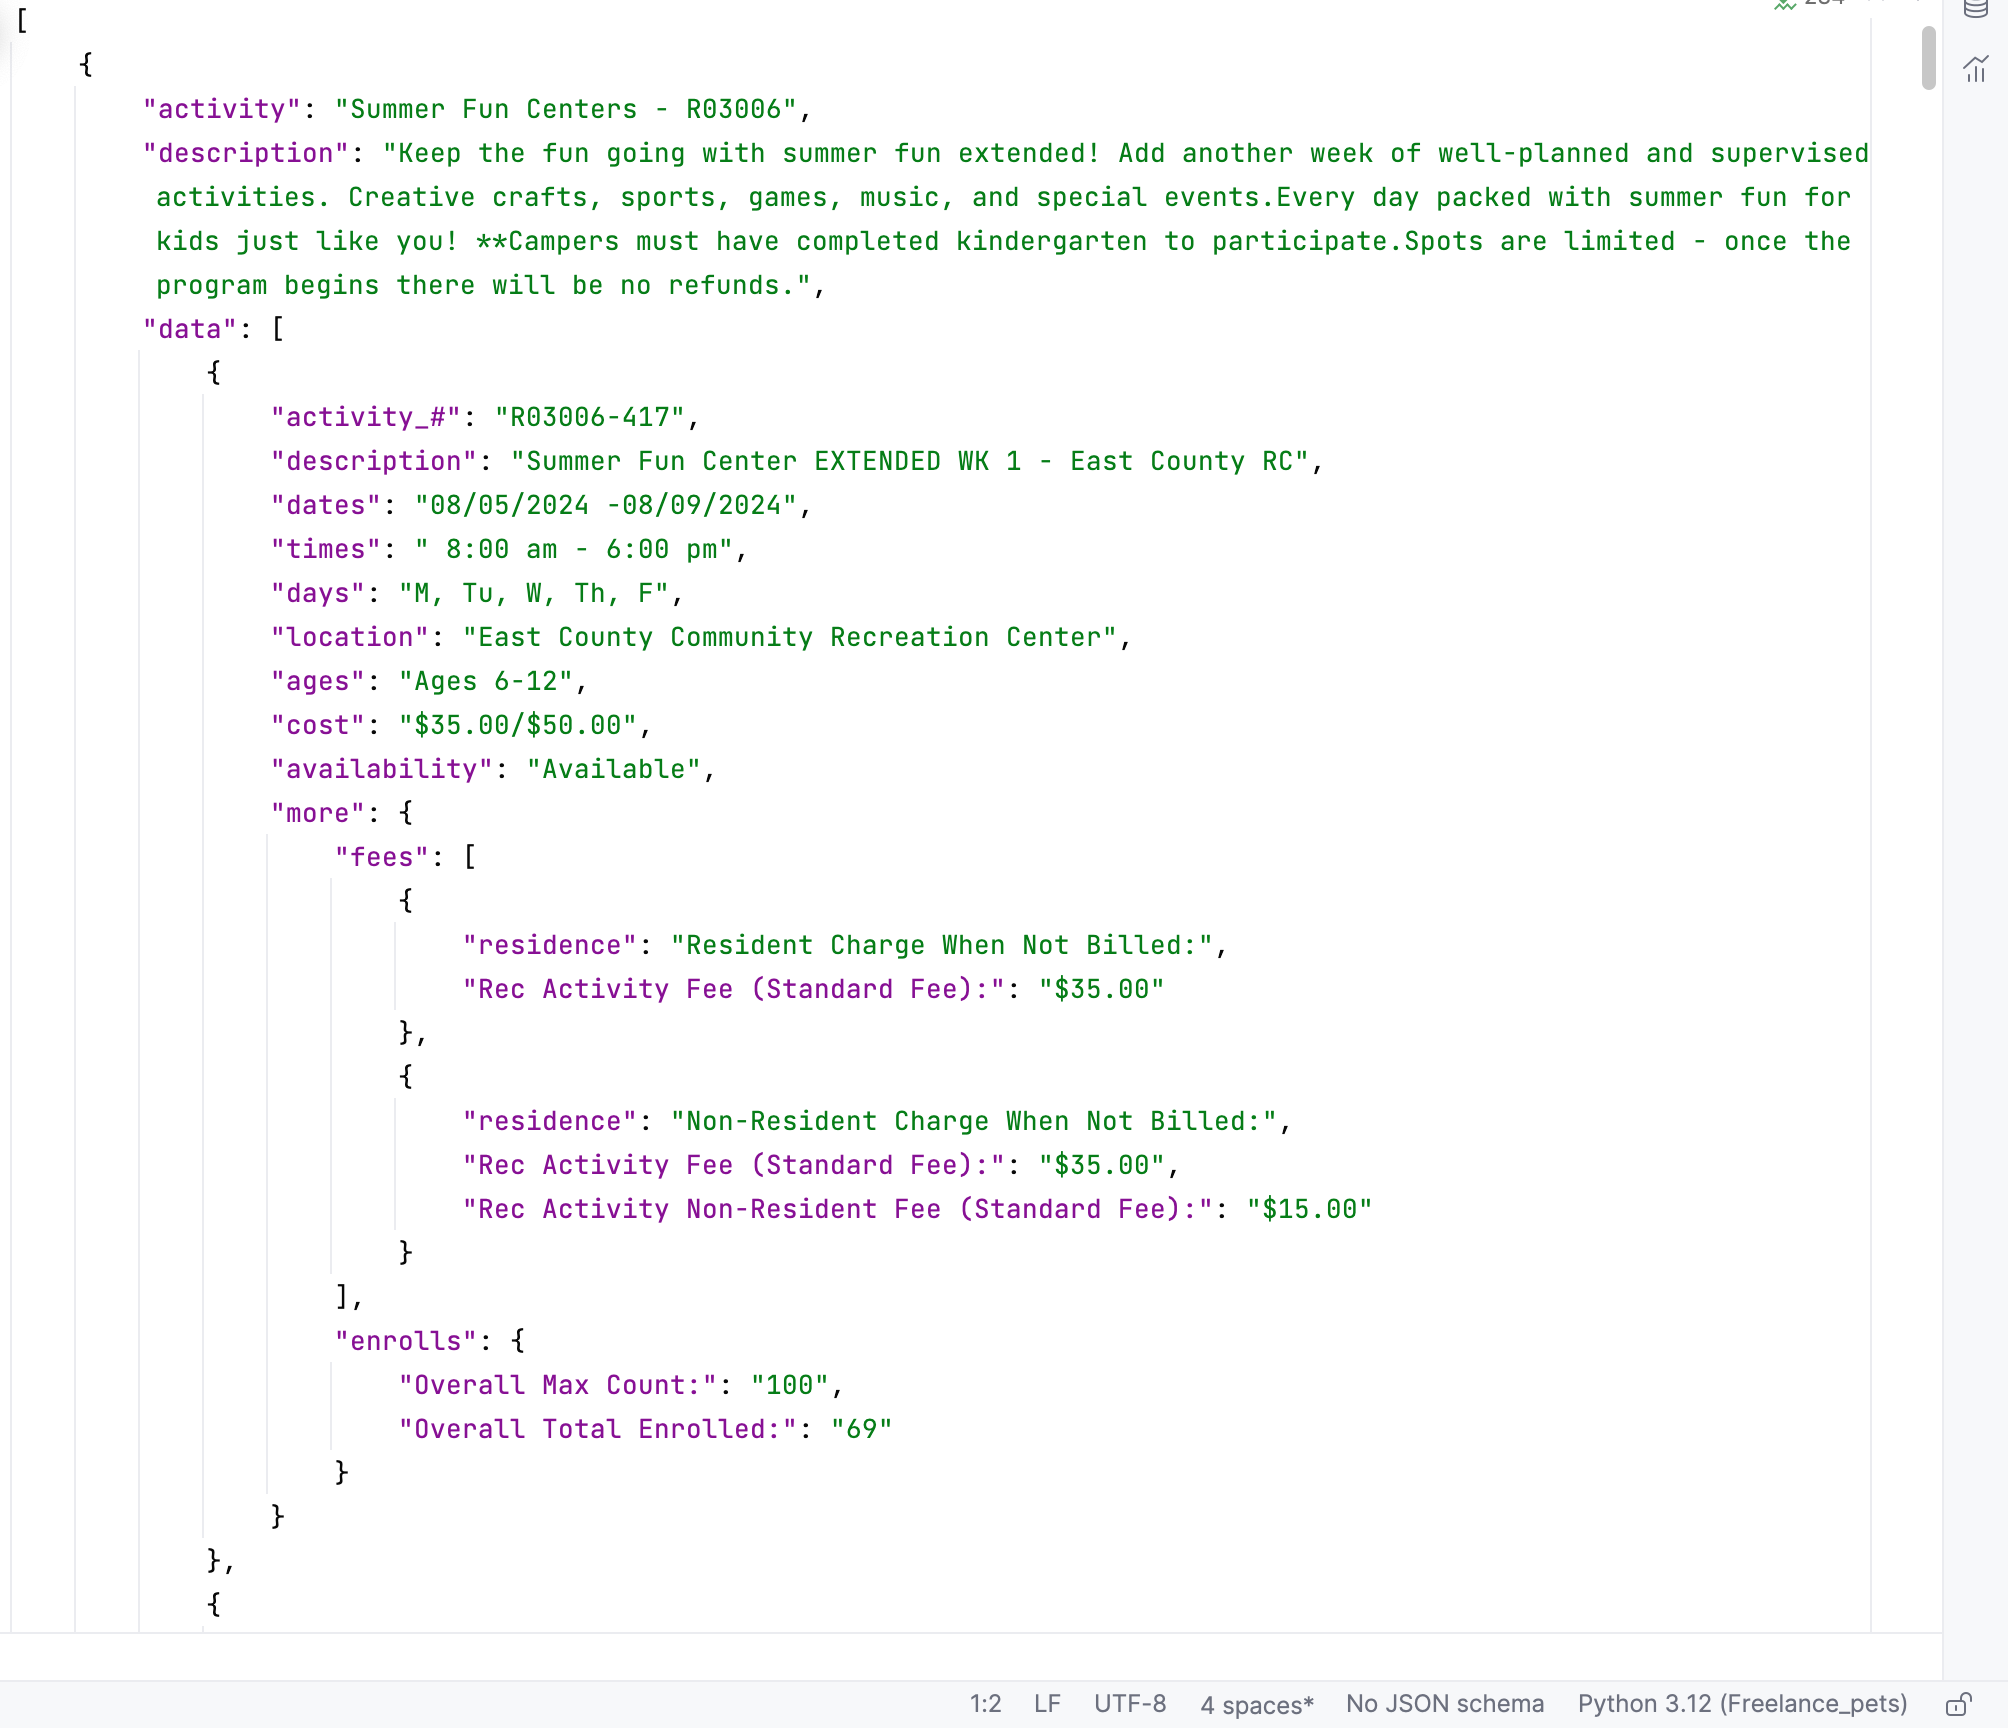 [
{
"activity": "Summer Fun Centers - R03006",
"description": "Keep the fun going with summer fun extended! Add another week of well-planned and supervised
activities. Creative crafts, sports, games, music, and special events.Every day packed with summer fun for
kids just like you! **Campers must have completed kindergarten to participate.Spots are limited - once the
program begins there will be no refunds.",
"data": [
{
"activity_#": "R03006-417",
"description": "Summer Fun Center EXTENDED WK 1 - East County RC",
"dates": "08/05/2024 -08/09/2024",
"times": " 8:00 am - 6:00 pm",
"days": "M, Tu, W, Th, F",
"location": "East County Community Recreation Center",
"ages": "Ages 6-12",
"cost": "$35.00/$50.00",
"availability": "Available",
"more": {
"fees": [
{
"residence": "Resident Charge When Not Billed:",
"Rec Activity Fee (Standard Fee):": "$35.00"
},
{
"residence": "Non-Resident Charge When Not Billed:",
"Rec Activity Fee (Standard Fee):": "$35.00",
"Rec Activity Non-Resident Fee (Standard Fee):": "$15.00"
}
],
"enrolls": {
"Overall Max Count:": "100",
"Overall Total Enrolled:": "69"
}
}
},
{
1:2 LF UTF-8 4 spaces* No JSON schema Python 3.12 (Freelance_pets)